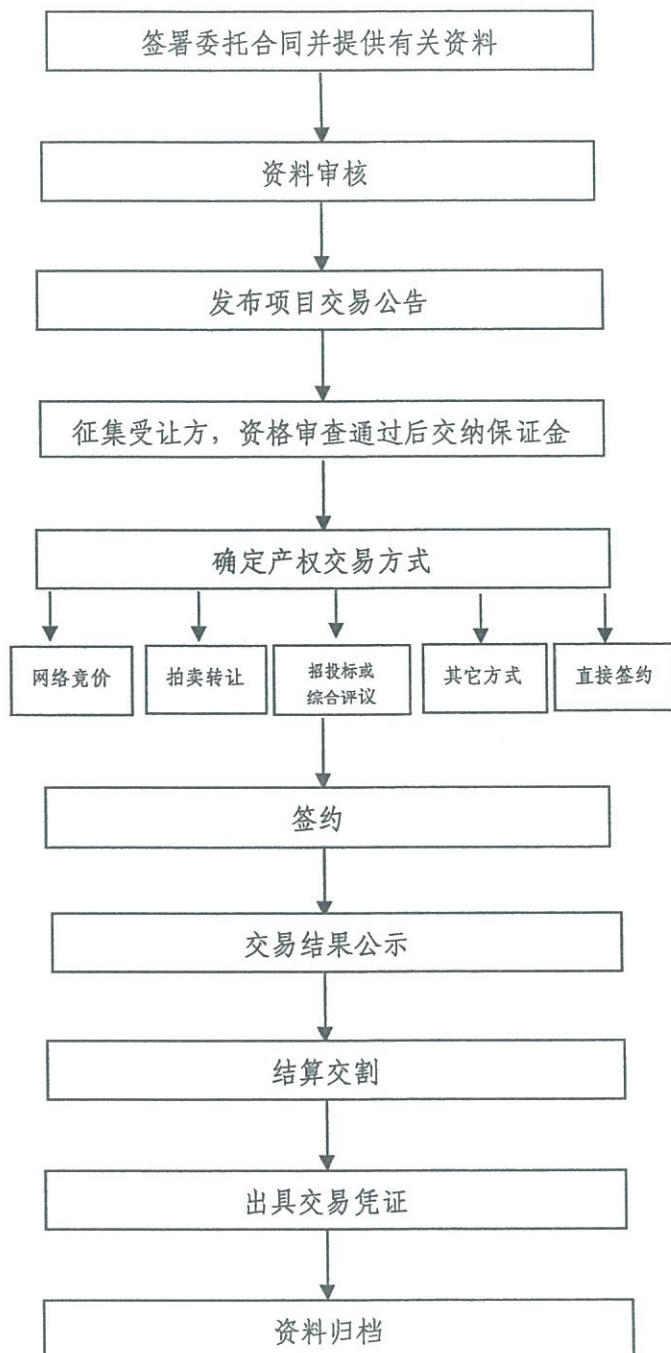 签署委托合同并提供有关资料
资料审核
发布项目交易公告
征集受让方，资格审查通过后交纳保证金
确定产权交易方式
网络竞价
拍卖转让
招投标或
综合评议
其它方式
直接签约
签约
交易结果公示
结算交割
出具交易凭证
资料归档